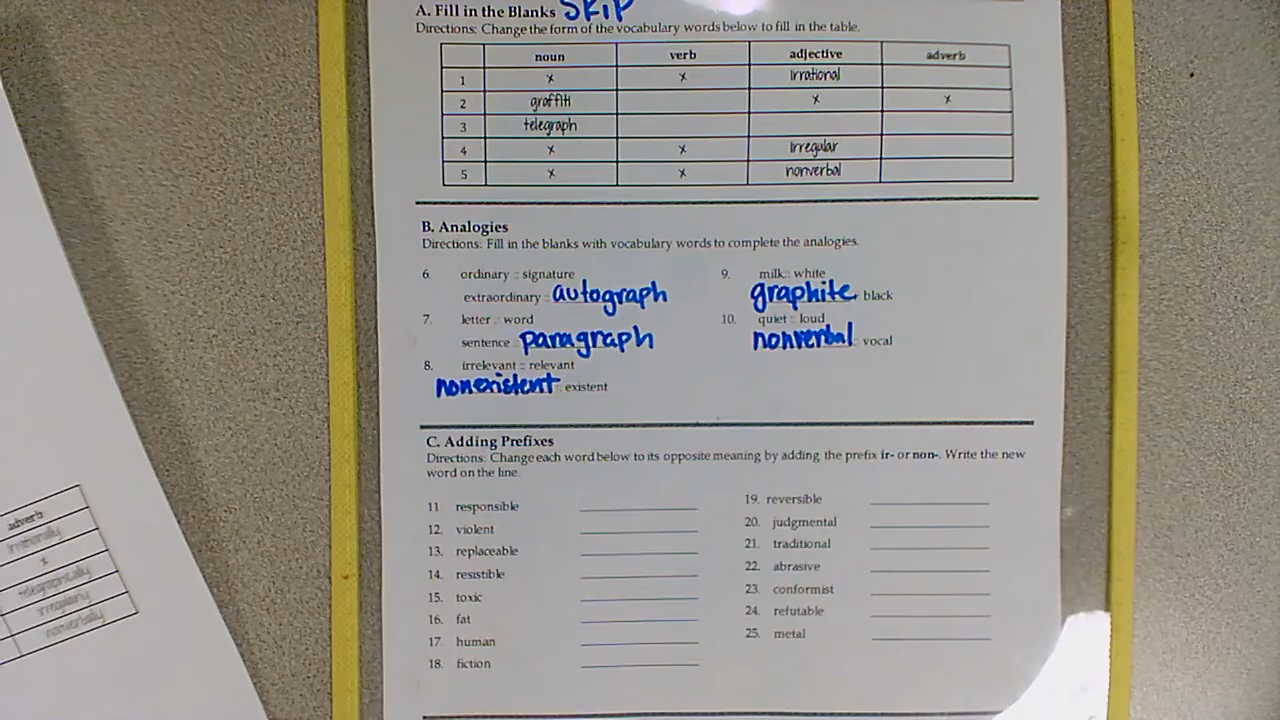 A. Fill in the Blanks SKIP
Directions: Change the form of the vocabulary words below to fill in the table.
noun verb adjective adverb
1 x x irrational
2 graffiti x x
3 telegraph
4 x x irregular
5 x x nonverbal
B. Analogies
Directions: Fill in the blanks with vocabulary words to complete the analogies.
6. ordinary : signature
extraordinary : autograph
7. letter : word
sentence : paragraph
8. irrelevant : relevant
nonexistent : existent
9. milk : white
graphite : black
10. quiet : loud
nonverbal : vocal
C. Adding Prefixes
Directions: Change each word below to its opposite meaning by adding the prefix ir- or non-. Write the new
word on the line.
11. responsible
12. violent
13. replaceable
14. resistible
15. toxic
16. fat
17. human
18. fiction
19. reversible
20. judgmental
21. traditional
22. abrasive
23. conformist
24. refutable
25. metal
adverb
irrationally
x
telegraphically
irregularly
nonverbally